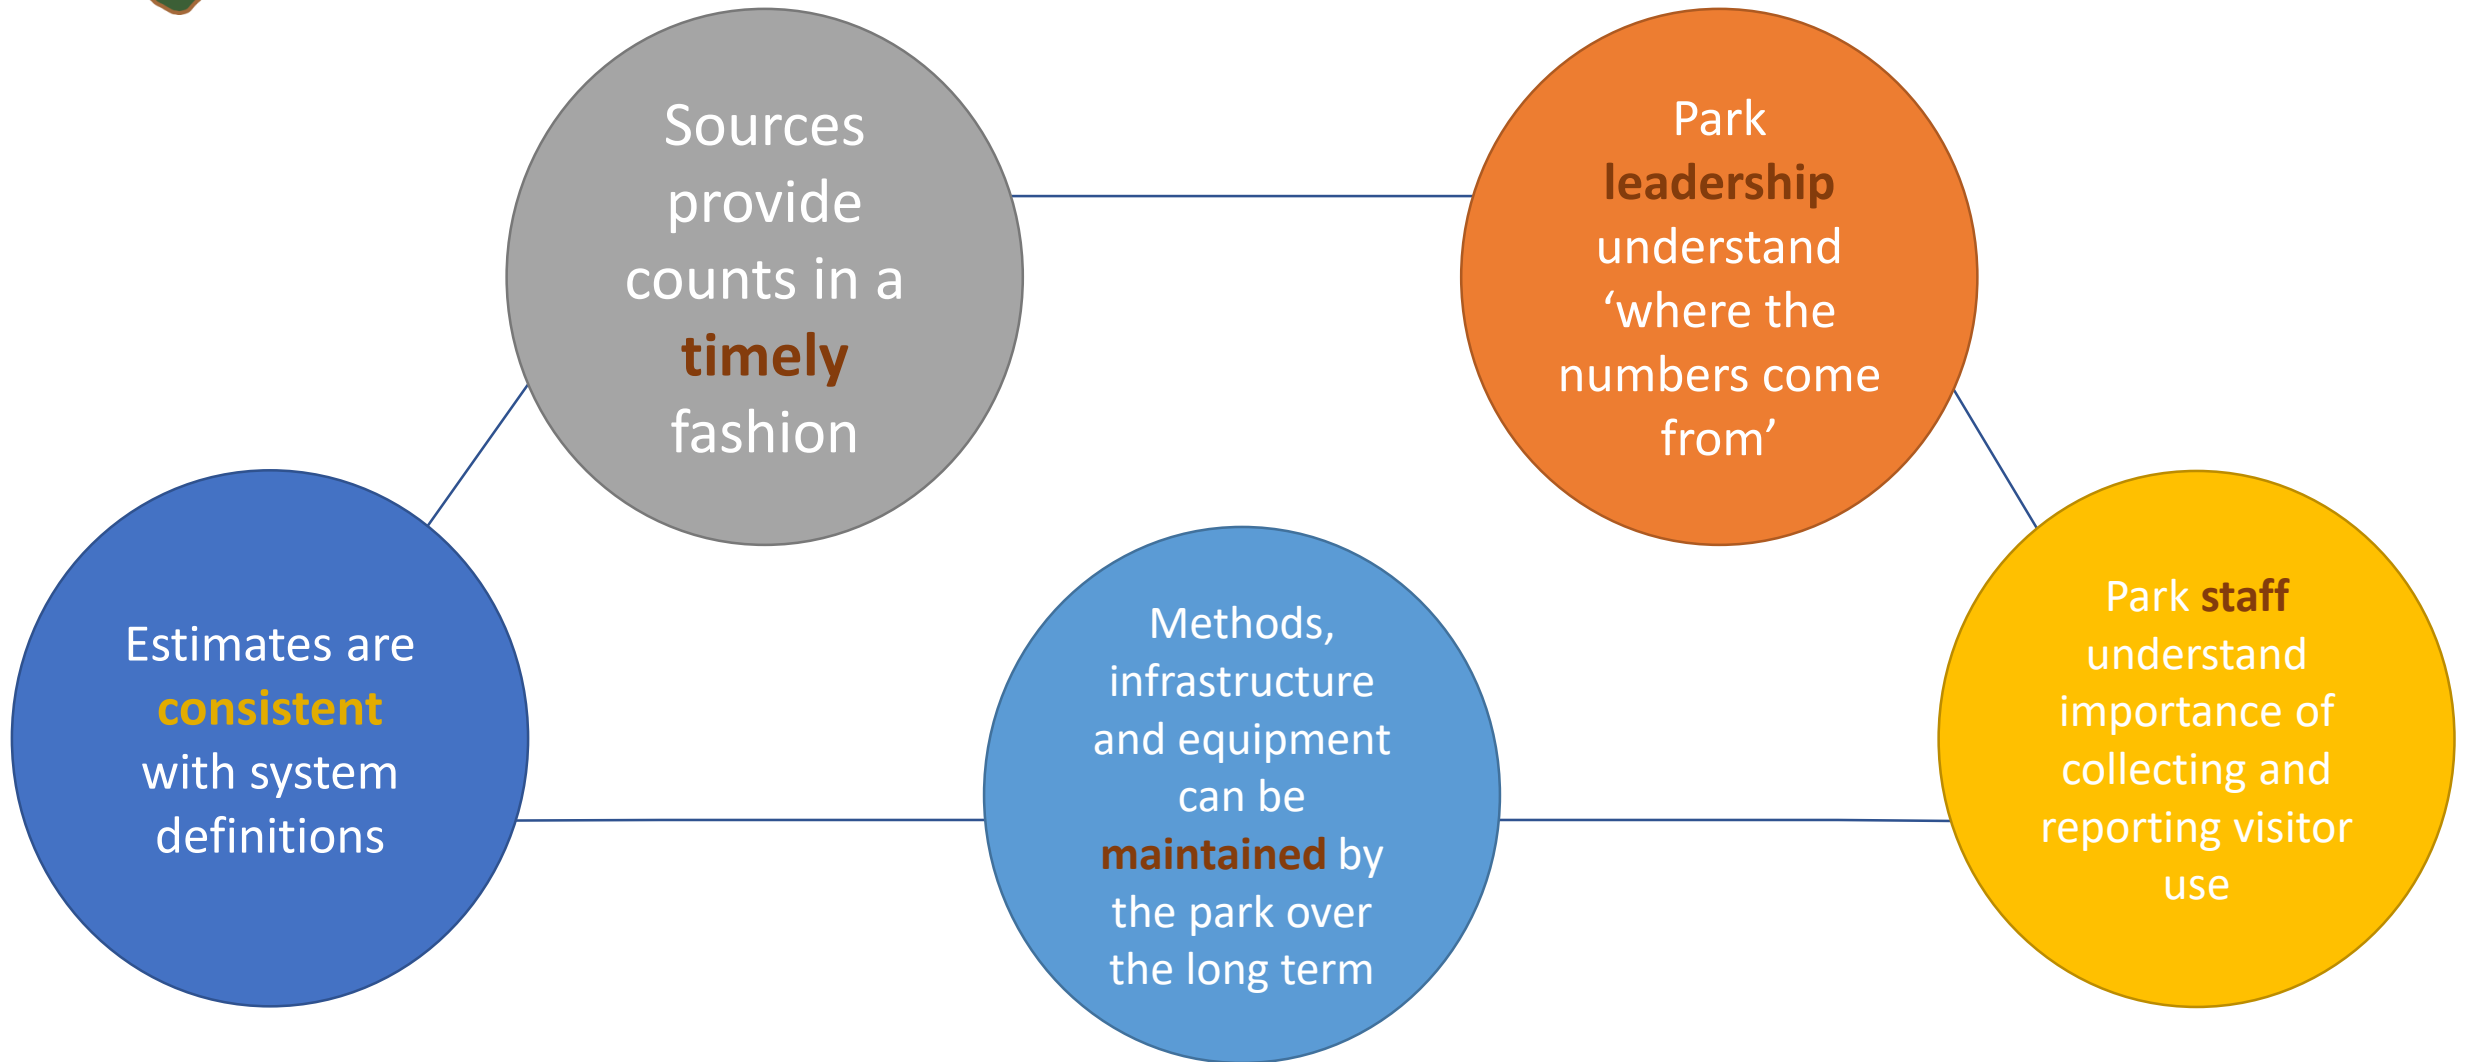 Sources
provide
counts in a
timely
fashion
Park
leadership
understand
‘where the
numbers come
from’
Estimates are
consistent
with system
definitions
Methods,
infrastructure
and equipment
can be
maintained by
the park over
the long term
Park staff
understand
importance of
collecting and
reporting visitor
use